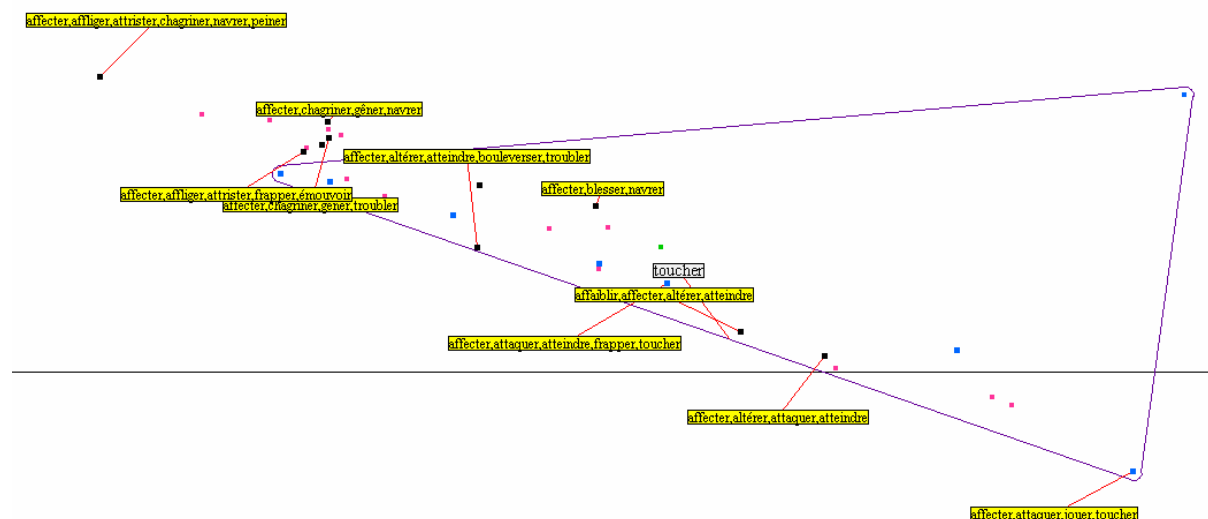 affecter,affliger,attrister,chagriner,navrer,peiner
affecter,chagriner,gêner,navrer
affecter,altérer,atteindre,bouleverser,troubler
affecter,blesser,navrer
affecter,affliger,attrister,frapper,émouvoir
affecter,chagriner,gêner,troubler
toucher
affaiblir,affecter,altérer,atteindre
affecter,attaquer,atteindre,frapper,toucher
affecter,altérer,attaquer,atteindre
affecter,attaquer,jouer,toucher